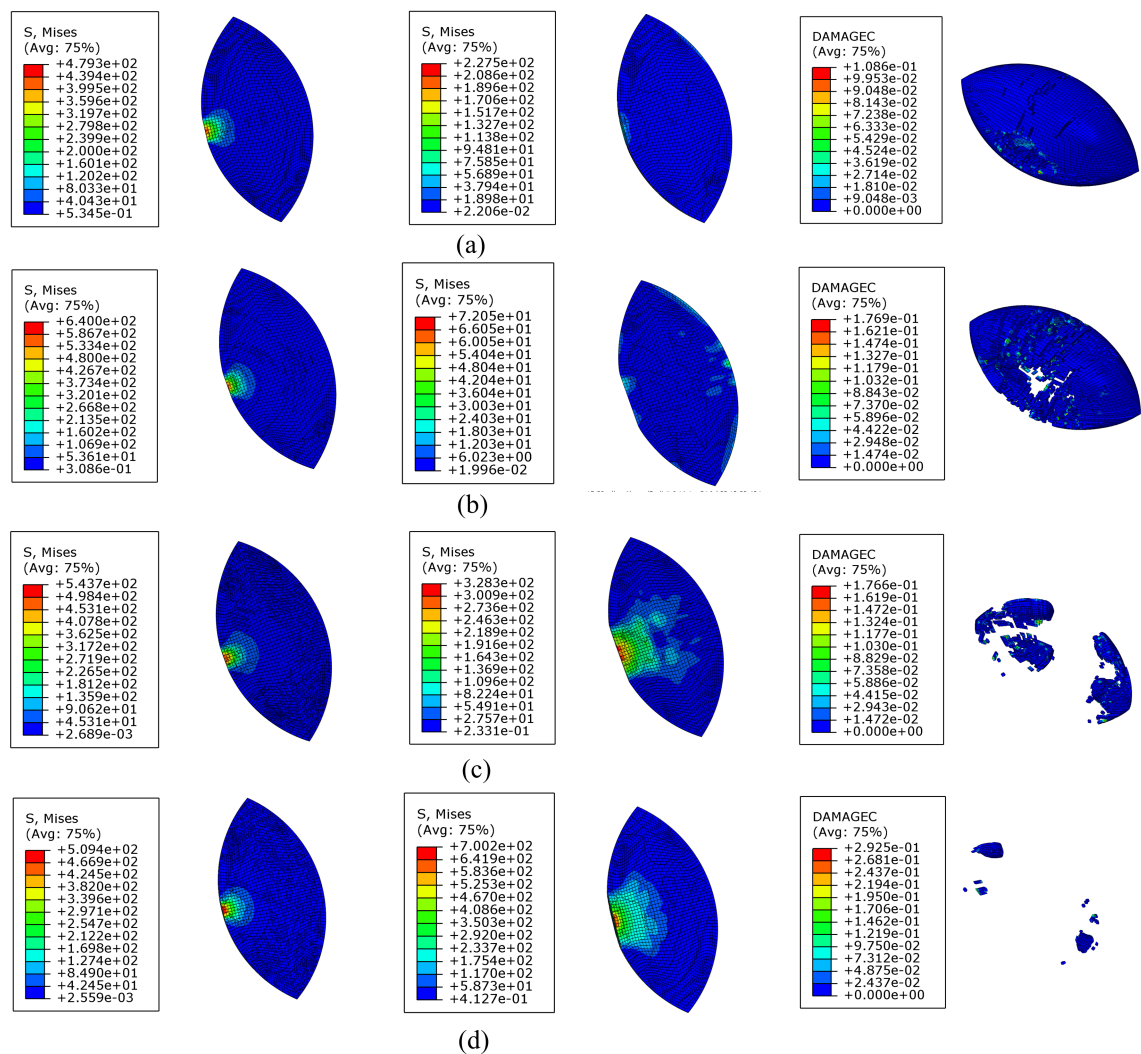 S, Mises
(Avg: 75%)
+4.793e+02
+4.394e+02
+3.995e+02
+3.596e+02
+3.197e+02
+2.798e+02
+2.399e+02
+2.000e+02
+1.601e+02
+1.202e+02
+8.033e+01
+4.043e+01
+5.345e-01
S, Mises
(Avg: 75%)
+2.275e+02
+2.086e+02
+1.896e+02
+1.706e+02
+1.517e+02
+1.327e+02
+1.138e+02
+9.481e+01
+7.585e+01
+5.689e+01
+3.794e+01
+1.898e+01
+2.206e-02
DAMAGEC
(Avg: 75%)
+1.086e-01
+9.953e-02
+9.048e-02
+8.143e-02
+7.238e-02
+6.333e-02
+5.429e-02
+4.524e-02
+3.619e-02
+2.714e-02
+1.810e-02
+9.048e-03
+0.000e+00
(a)
S, Mises
(Avg: 75%)
+6.400e+02
+5.867e+02
+5.334e+02
+4.800e+02
+4.267e+02
+3.734e+02
+3.201e+02
+2.668e+02
+2.135e+02
+1.602e+02
+1.069e+02
+5.361e+01
+3.086e-01
S, Mises
(Avg: 75%)
+7.205e+01
+6.605e+01
+6.005e+01
+5.404e+01
+4.804e+01
+4.204e+01
+3.604e+01
+3.003e+01
+2.403e+01
+1.803e+01
+1.203e+01
+6.023e+00
+1.996e-02
DAMAGEC
(Avg: 75%)
+1.769e-01
+1.621e-01
+1.474e-01
+1.327e-01
+1.179e-01
+1.032e-01
+8.843e-02
+7.370e-02
+5.896e-02
+4.422e-02
+2.948e-02
+1.474e-02
+0.000e+00
(b)
S, Mises
(Avg: 75%)
+5.437e+02
+4.984e+02
+4.531e+02
+4.078e+02
+3.625e+02
+3.172e+02
+2.719e+02
+2.265e+02
+1.812e+02
+1.359e+02
+9.062e+01
+4.531e+01
+2.689e-03
S, Mises
(Avg: 75%)
+3.283e+02
+3.009e+02
+2.736e+02
+2.463e+02
+2.189e+02
+1.916e+02
+1.643e+02
+1.369e+02
+1.096e+02
+8.224e+01
+5.491e+01
+2.757e+01
+2.331e-01
DAMAGEC
(Avg: 75%)
+1.766e-01
+1.619e-01
+1.472e-01
+1.324e-01
+1.177e-01
+1.030e-01
+8.829e-02
+7.358e-02
+5.886e-02
+4.415e-02
+2.943e-02
+1.472e-02
+0.000e+00
(c)
S, Mises
(Avg: 75%)
+5.094e+02
+4.669e+02
+4.245e+02
+3.820e+02
+3.396e+02
+2.971e+02
+2.547e+02
+2.122e+02
+1.698e+02
+1.274e+02
+8.490e+01
+4.245e+01
+2.559e-03
S, Mises
(Avg: 75%)
+7.002e+02
+6.419e+02
+5.836e+02
+5.253e+02
+4.670e+02
+4.086e+02
+3.503e+02
+2.920e+02
+2.337e+02
+1.754e+02
+1.170e+02
+5.873e+01
+4.127e-01
DAMAGEC
(Avg: 75%)
+2.925e-01
+2.681e-01
+2.437e-01
+2.194e-01
+1.950e-01
+1.706e-01
+1.462e-01
+1.219e-01
+9.750e-02
+7.312e-02
+4.875e-02
+2.437e-02
+0.000e+00
(d)